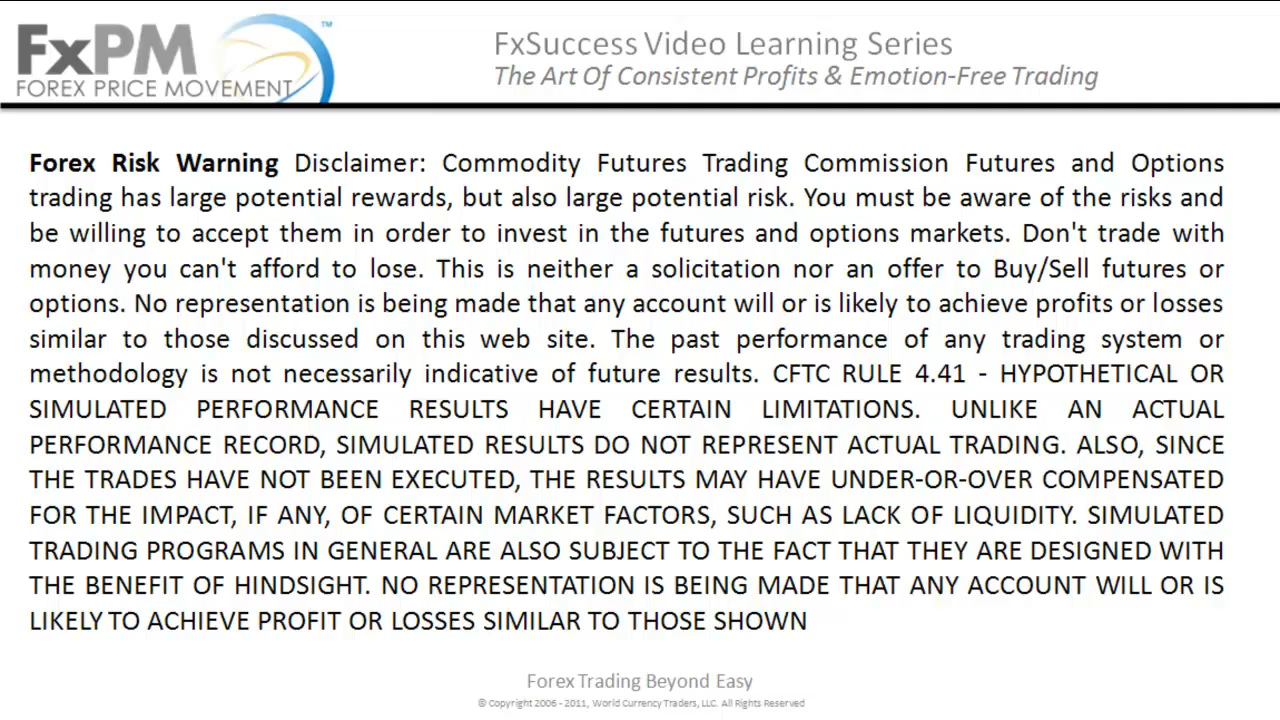 FxPM
FOREX PRICE MOVEMENT
TM
FxSuccess Video Learning Series
The Art Of Consistent Profits & Emotion-Free Trading
Forex Risk Warning Disclaimer: Commodity Futures Trading Commission Futures and Options
trading has large potential rewards, but also large potential risk. You must be aware of the risks and
be willing to accept them in order to invest in the futures and options markets. Don't trade with
money you can't afford to lose. This is neither a solicitation nor an offer to Buy/Sell futures or
options. No representation is being made that any account will or is likely to achieve profits or losses
similar to those discussed on this web site. The past performance of any trading system or
methodology is not necessarily indicative of future results. CFTC RULE 4.41 - HYPOTHETICAL OR
SIMULATED PERFORMANCE RESULTS HAVE CERTAIN LIMITATIONS. UNLIKE AN ACTUAL
PERFORMANCE RECORD, SIMULATED RESULTS DO NOT REPRESENT ACTUAL TRADING. ALSO, SINCE
THE TRADES HAVE NOT BEEN EXECUTED, THE RESULTS MAY HAVE UNDER-OR-OVER COMPENSATED
FOR THE IMPACT, IF ANY, OF CERTAIN MARKET FACTORS, SUCH AS LACK OF LIQUIDITY. SIMULATED
TRADING PROGRAMS IN GENERAL ARE ALSO SUBJECT TO THE FACT THAT THEY ARE DESIGNED WITH
THE BENEFIT OF HINDSIGHT. NO REPRESENTATION IS BEING MADE THAT ANY ACCOUNT WILL OR IS
LIKELY TO ACHIEVE PROFIT OR LOSSES SIMILAR TO THOSE SHOWN
Forex Trading Beyond Easy
© Copyright 2006 - 2011, World Currency Traders, LLC. All Rights Reserved